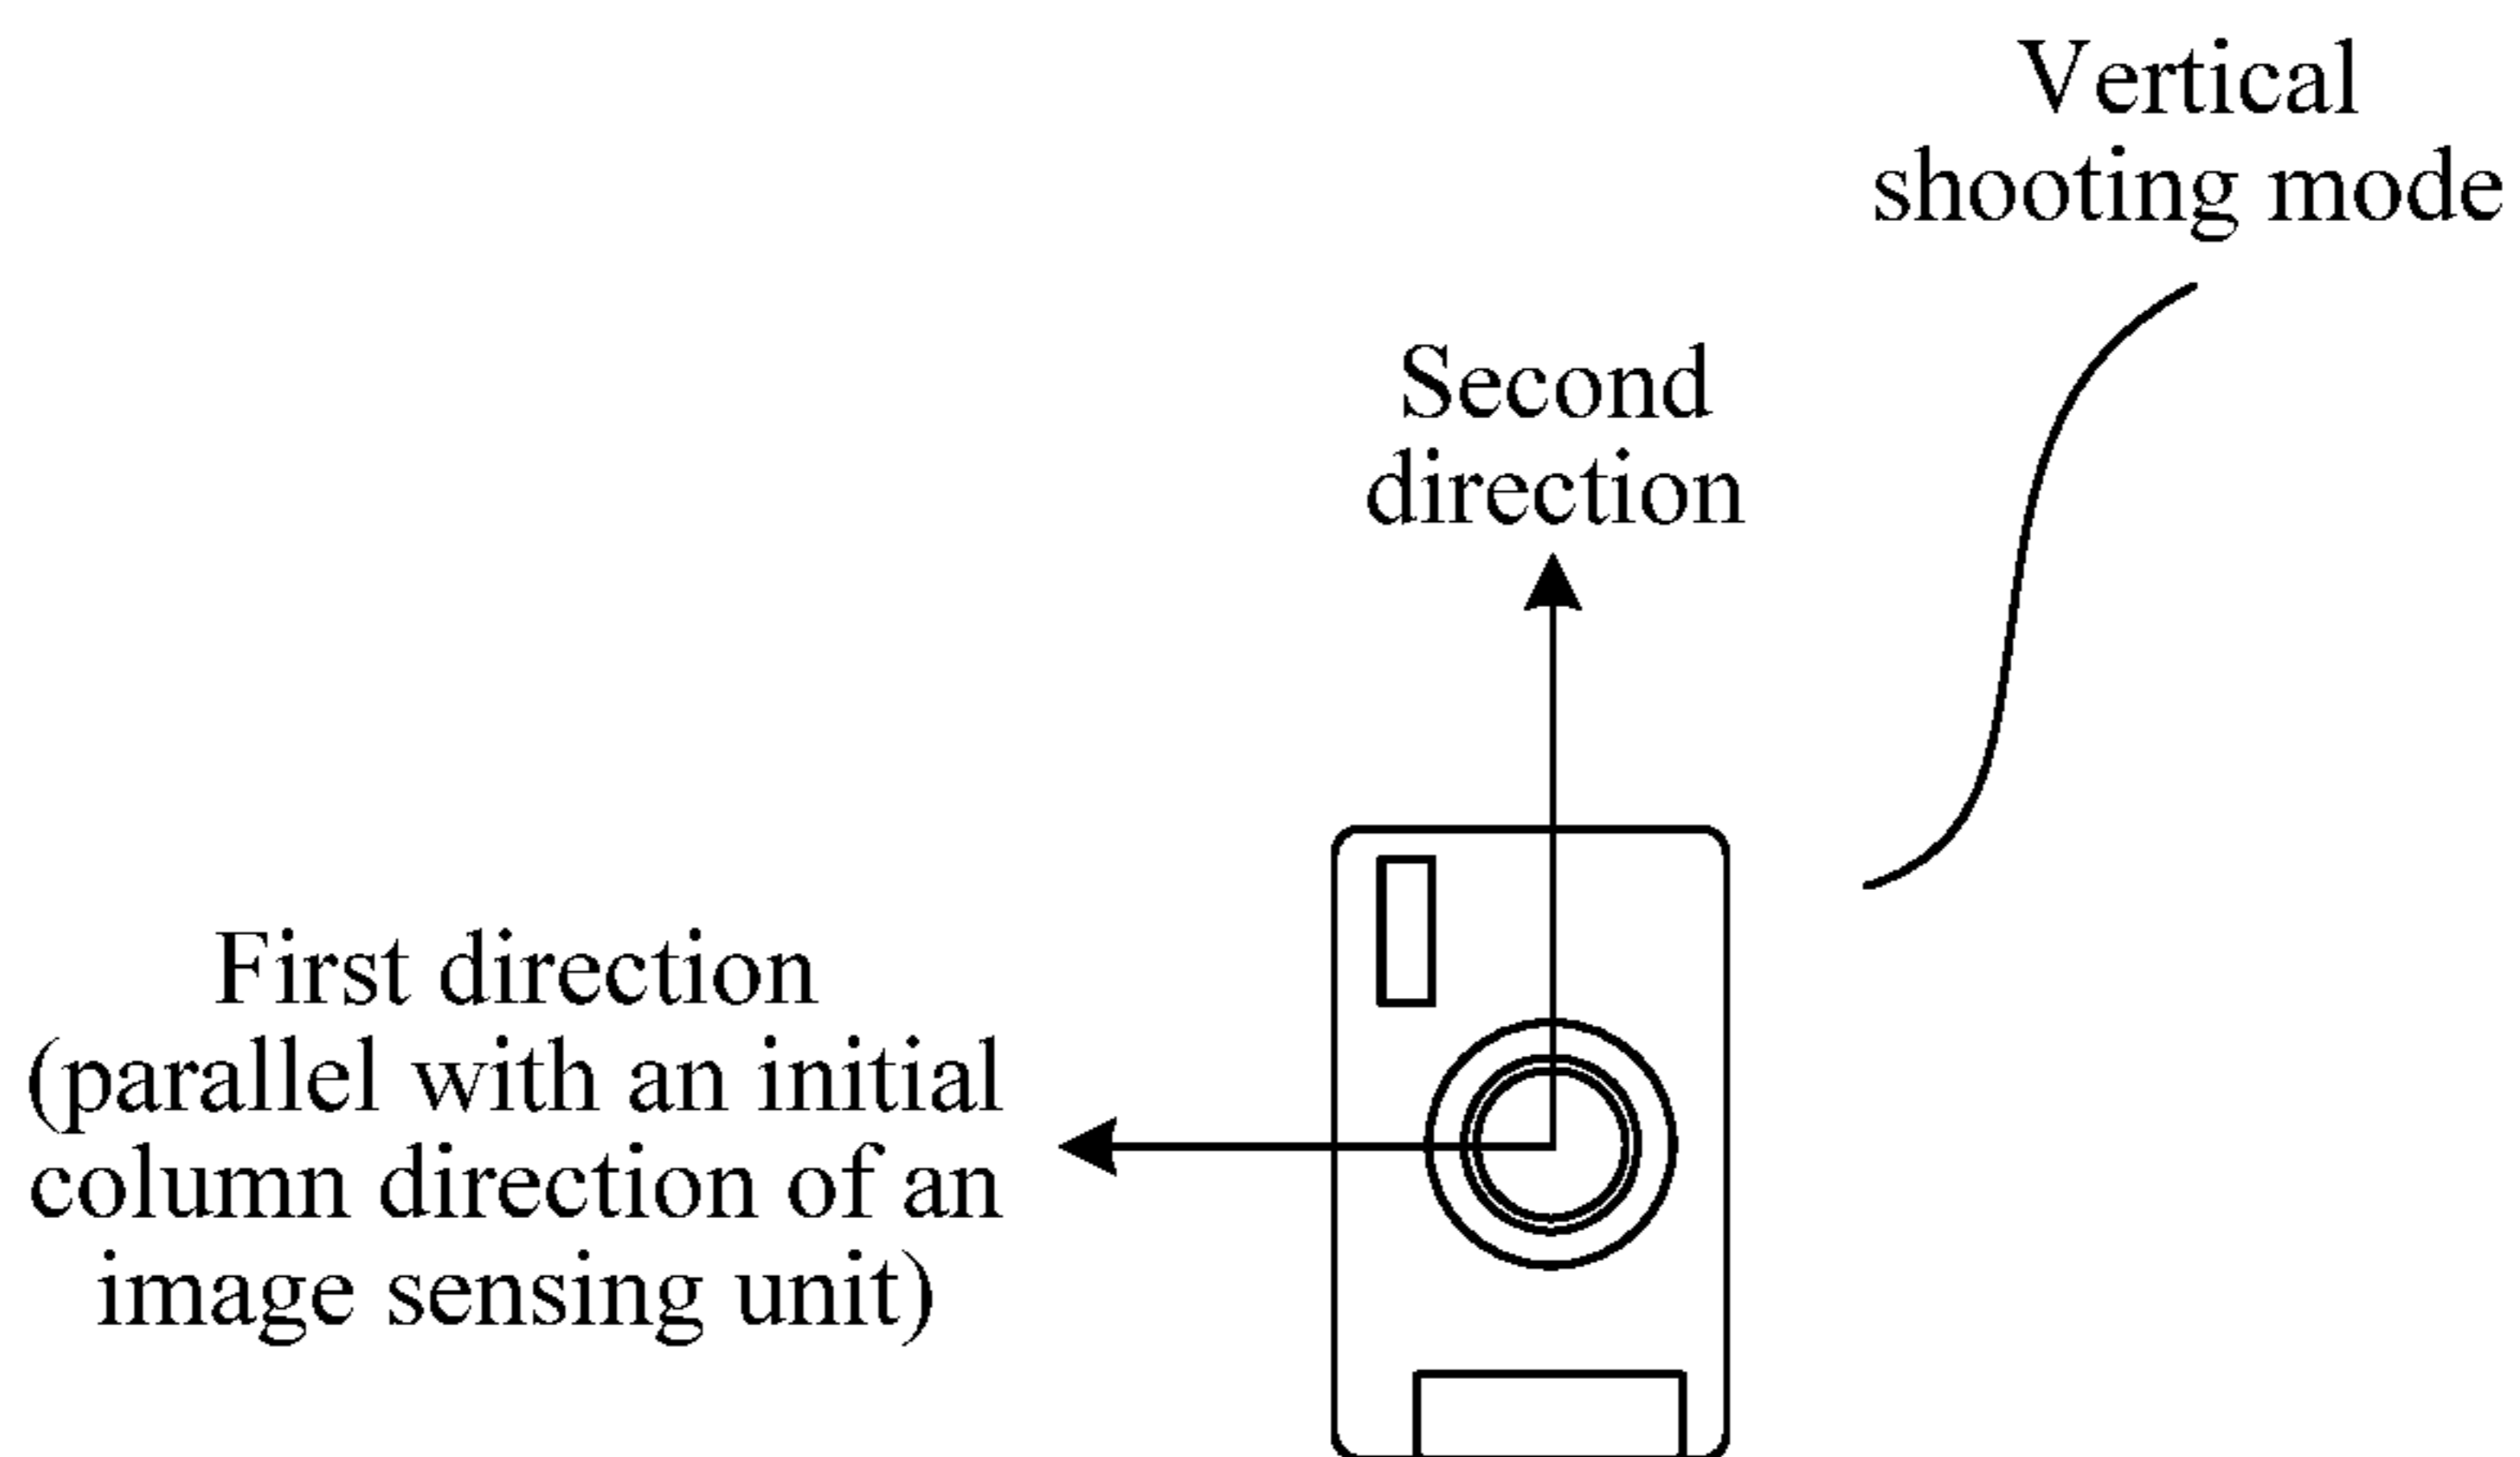 Vertical
shooting mode
Second
direction
First direction
(parallel with an initial
column direction of an
image sensing unit)